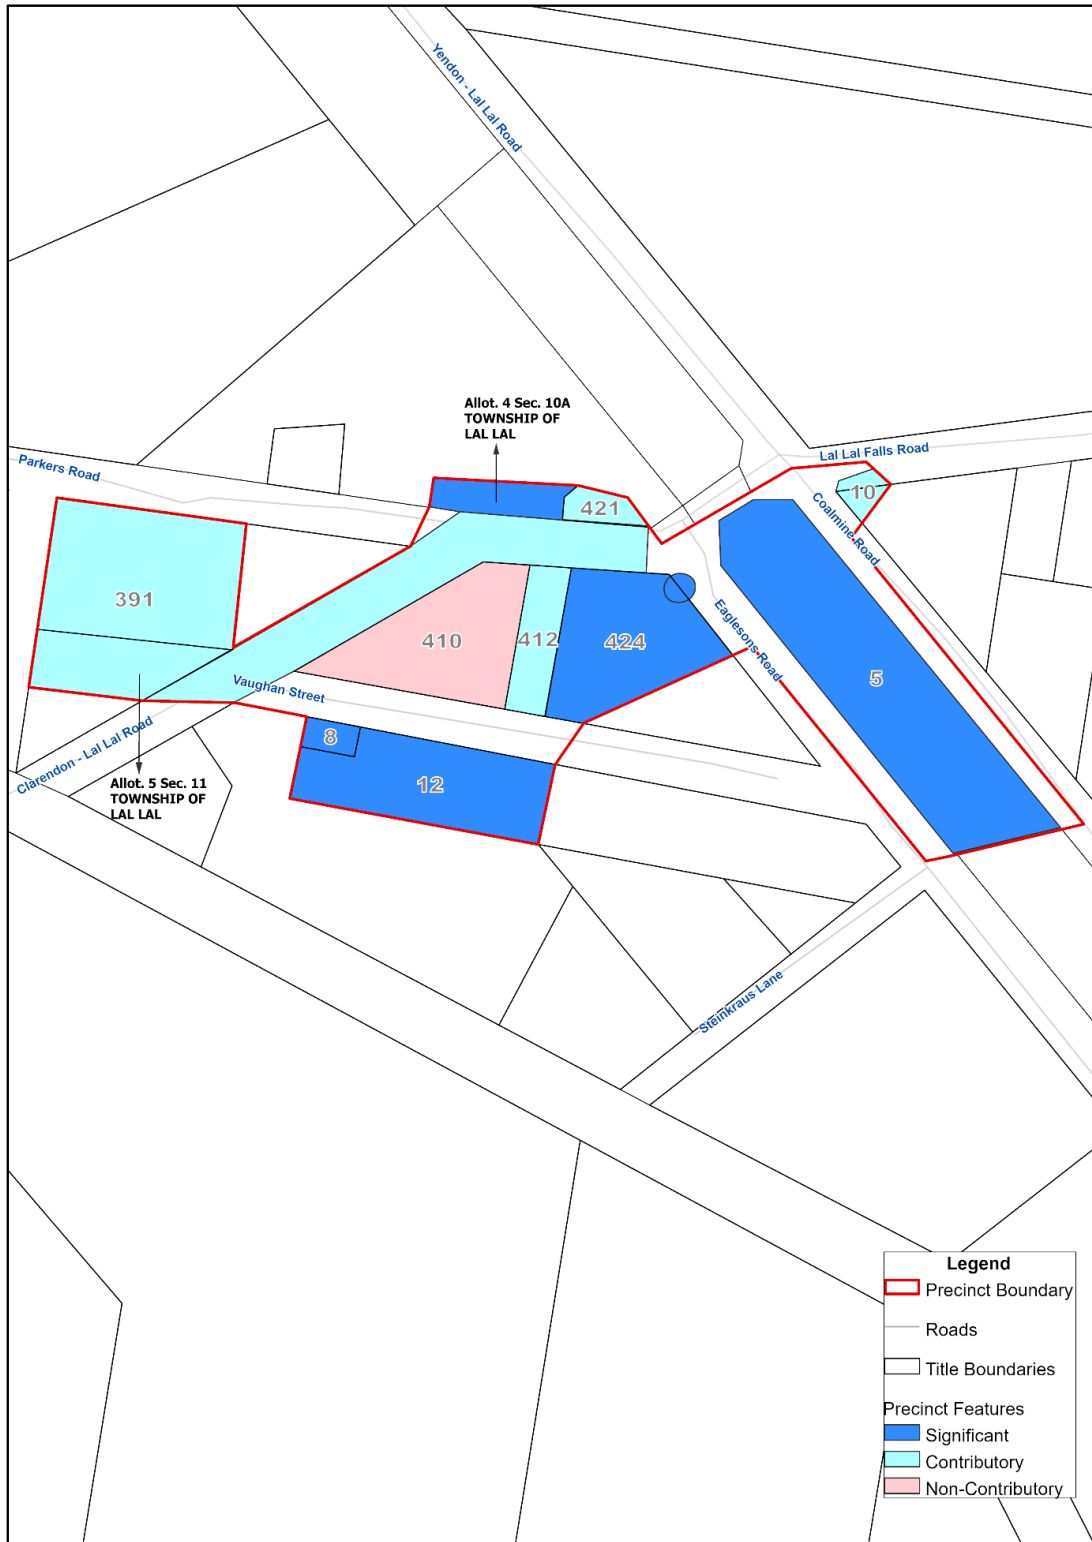 Yendon - Lal Lal Road
Allot. 4 Sec. 10A
TOWNSHIP OF
LAL LAL
Lal Lal Falls Road
Parkers Road
10
421
Coalmine Road
391
410
412
424
Eaglesons Road
5
Vaughan Street
8
Clarendon - Lal Lal Road
12
Allot. 5 Sec. 11
TOWNSHIP OF
LAL LAL
Steinkraus Lane
Legend
Precinct Boundary
Roads
Title Boundaries
Precinct Features
Significant
Contributory
Non-Contributory